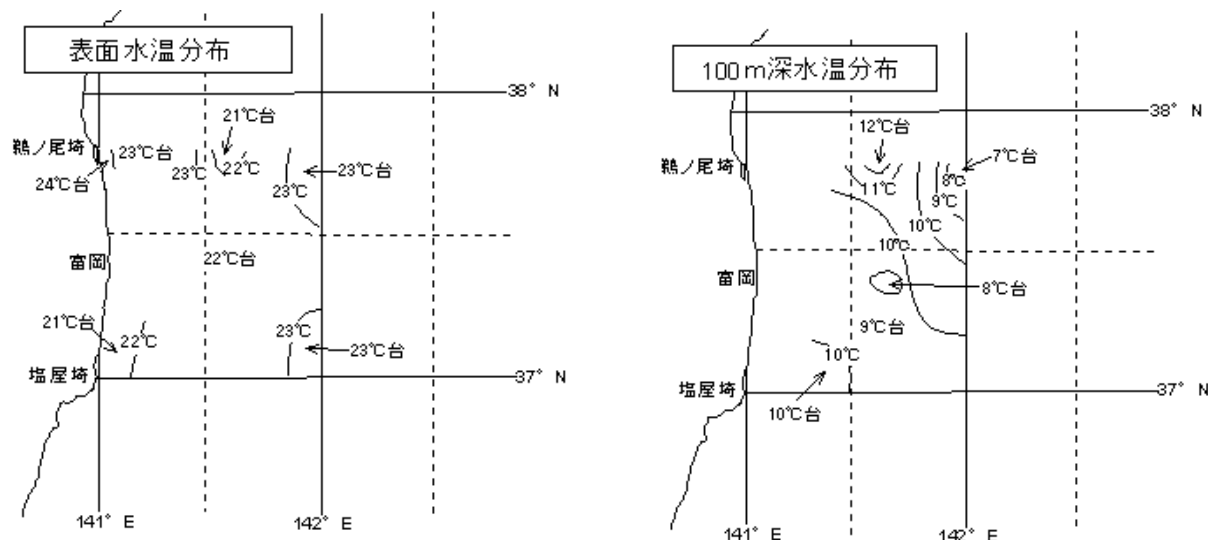 表面水温分布
38° N
21℃台
鵜ノ尾埼
23℃台
24℃台
23℃
22℃
23℃台
23℃
富岡
22℃台
21℃台
22℃
23℃
23℃台
塩屋埼
37° N
141° E
142° E
100m深水温分布
38° N
12℃台
7℃台
鵜ノ尾埼
11℃
8℃
9℃
10℃
10℃
富岡
8℃台
9℃台
10℃
塩屋埼
10℃台
37° N
141° E
142° E